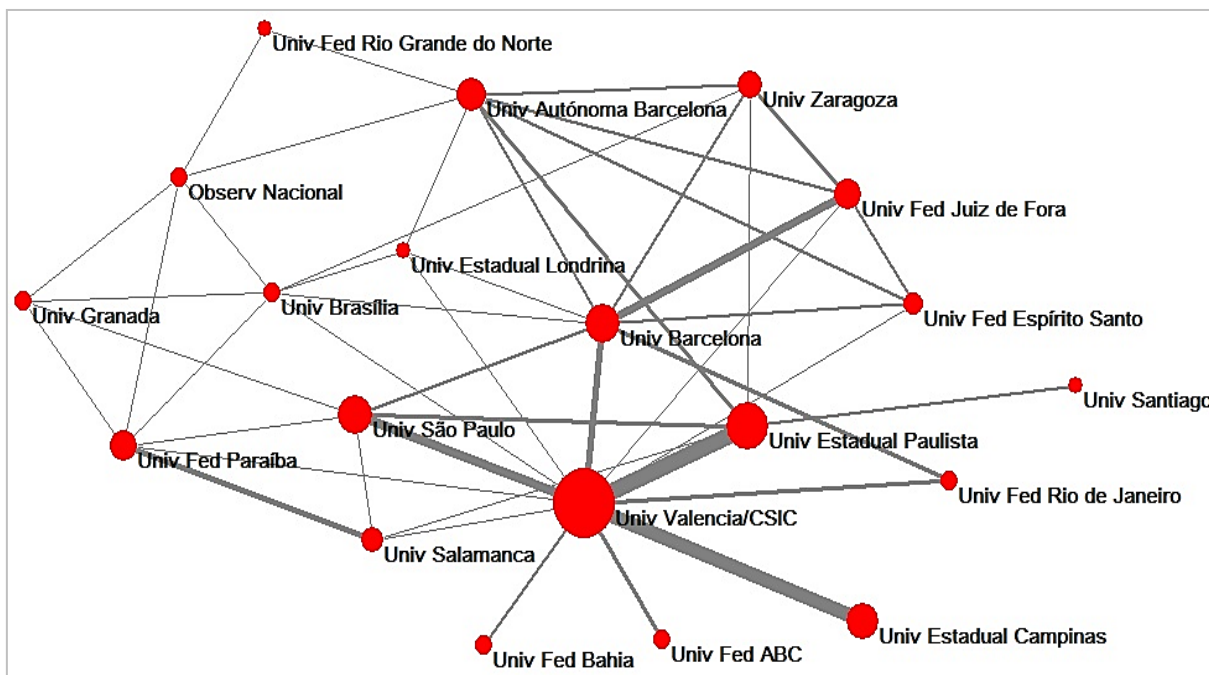 Univ Fed Rio Grande do Norte
Univ Autónoma Barcelona
Univ Zaragoza
Observ Nacional
Univ Fed Juiz de Fora
Univ Estadual Londrina
Univ Granada
Univ Brasília
Univ Fed Espírito Santo
Univ Barcelona
Univ Santiago
Univ São Paulo
Univ Estadual Paulista
Univ Fed Paraíba
Univ Fed Rio de Janeiro
Univ Valencia/CSIC
Univ Salamanca
Univ Estadual Campinas
Univ Fed Bahia
Univ Fed ABC